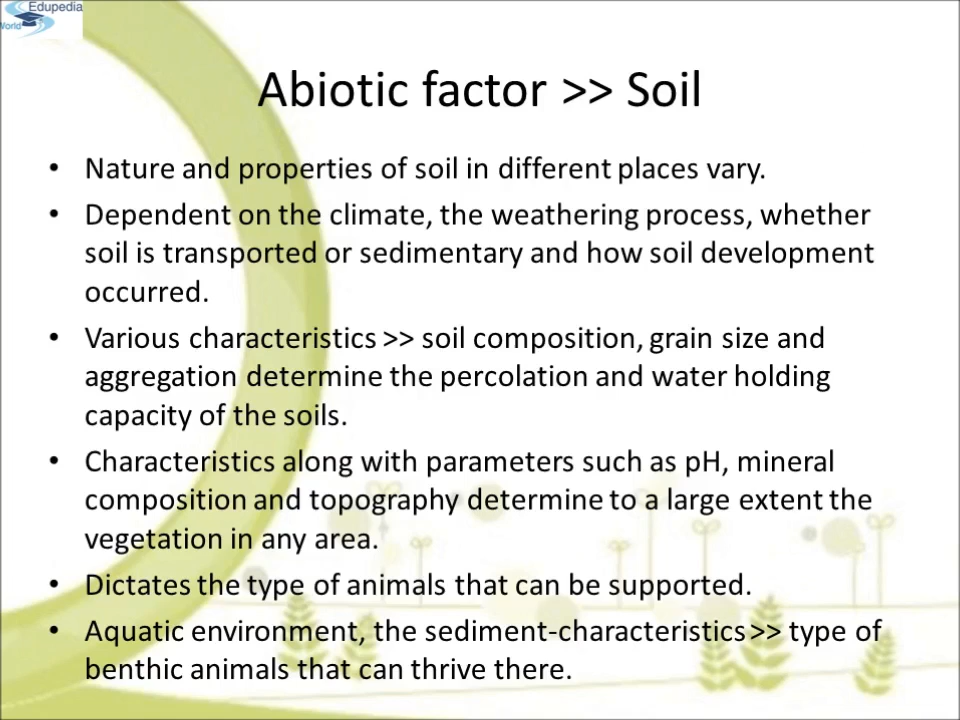 Edupedia
World
Abiotic factor >> Soil
• Nature and properties of soil in different places vary.
• Dependent on the climate, the weathering process, whether
soil is transported or sedimentary and how soil development
occurred.
• Various characteristics >> soil composition, grain size and
aggregation determine the percolation and water holding
capacity of the soils.
• Characteristics along with parameters such as pH, mineral
composition and topography determine to a large extent the
vegetation in any area.
• Dictates the type of animals that can be supported.
• Aquatic environment, the sediment-characteristics >> type of
benthic animals that can thrive there.